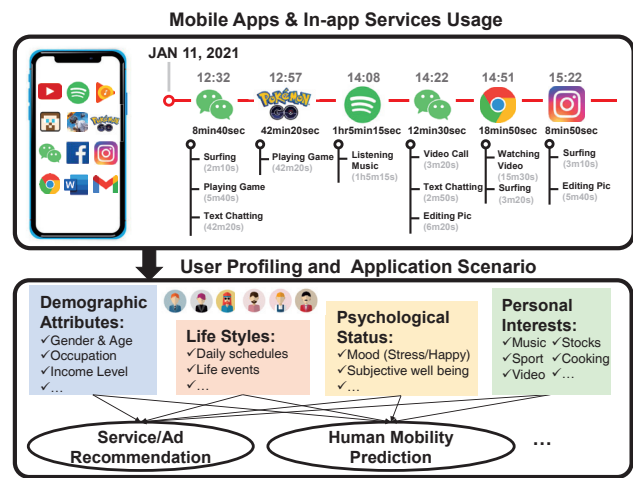 Mobile Apps & In-app Services Usage
JAN 11, 2021
12:32
12:57
14:08
14:22
14:51
15:22
POKÉMON GO
POKÉMON GO
8min40sec
42min20sec
1hr5min15sec
12min30sec
18min50sec
8min50sec
Surfing
(2m10s)
Playing Game
(5m40s)
Text Chatting
(42m20s)
Playing Game
(42m20s)
Listening
Music
(1h5m15s)
Video Call
(3m20s)
Text Chatting
(2m50s)
Editing Pic
(6m20s)
Watching
Video
(15m30s)
Surfing
(3m20s)
Surfing
(3m10s)
Editing Pic
(5m40s)
f
W
User Profiling and Application Scenario
Demographic
Attributes:
✓Gender & Age
✓Occupation
✓Income Level
✓...
Life Styles:
✓Daily schedules
✓Life events
✓...
Psychological
Status:
✓Mood (Stress/Happy)
✓Subjective well being
✓...
Personal
Interests:
✓Music ✓Stocks
✓Sport ✓Cooking
✓Video ✓...
Service/Ad
Recommendation
Human Mobility
Prediction
...